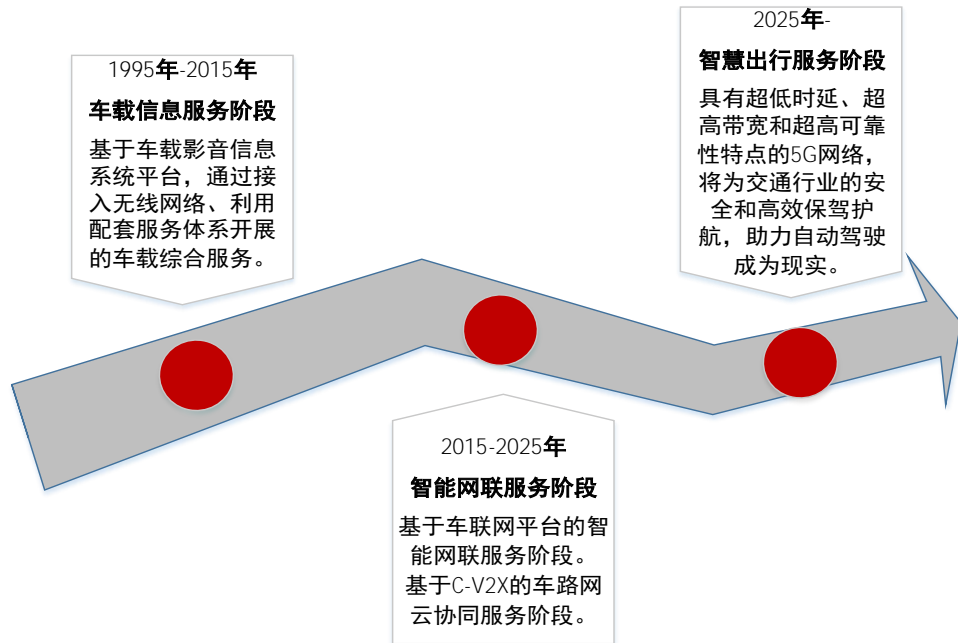 1995年-2015年
车载信息服务阶段
基于车载影音信息
系统平台，通过接
入无线网络、利用
配套服务体系开展
的车载综合服务。
2015-2025年
智能网联服务阶段
基于车联网平台的智
能网联服务阶段。
基于C-V2X的车路网
云协同服务阶段。
2025年-
智慧出行服务阶段
具有超低时延、超
高带宽和超高可靠
性特点的5G网络，
将为交通行业的安
全和高效保驾护
航，助力自动驾驶
成为现实。